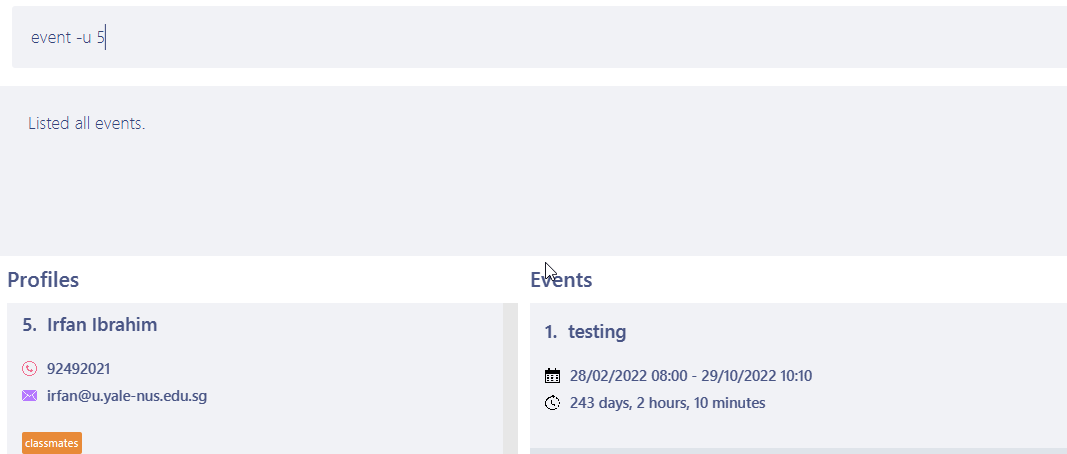 event -u 5
Listed all events.
Profiles
5. Irfan Ibrahim
92492021
irfan@u.yale-nus.edu.sg
classmates
Events
1. testing
28/02/2022 08:00 - 29/10/2022 10:10
243 days, 2 hours, 10 minutes